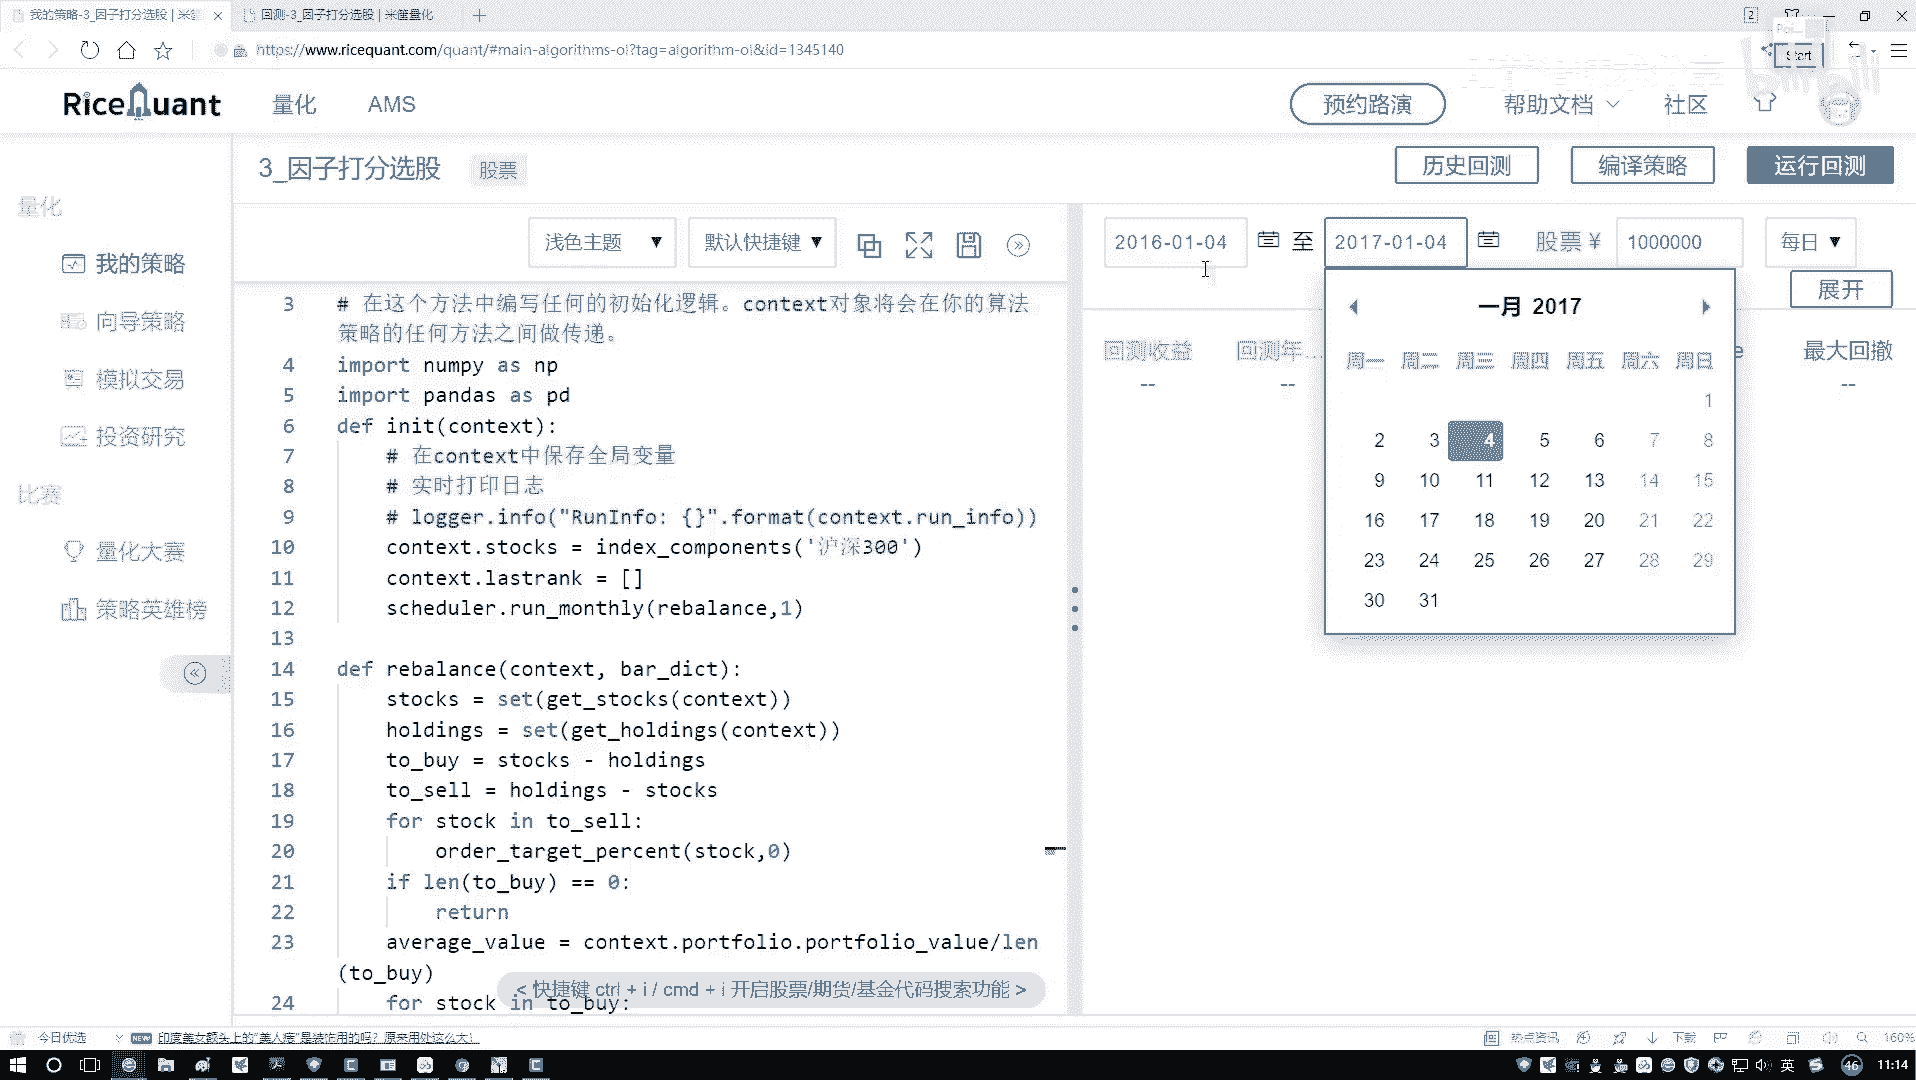 我的策略-3_因子打分选股 | 米筐
回测-3_因子打分选股 | 米筐量化
2
https://www.ricequant.com/quant/#main-algorithms-ol?tag=algorithm-ol&id=1345140
Start
RiceQuant
量化
AMS
预约路演
帮助文档
社区
3_因子打分选股
股票
历史回测
编译策略
运行回测
量化
我的策略
向导策略
模拟交易
投资研究
比赛
量化大赛
策略英雄榜
浅色主题
默认快捷键
3 # 在这个方法中编写任何的初始化逻辑。context对象将会在你的算法
策略的任何方法之间做传递。
4 import numpy as np
5 import pandas as pd
6 def init(context):
7 # 在context中保存全局变量
8 # 实时打印日志
9 # logger.info("RunInfo: {}".format(context.run_info))
10 context.stocks = index_components('沪深300')
11 context.lastrank = []
12 scheduler.run_monthly(rebalance,1)
13
14 def rebalance(context, bar_dict):
15 stocks = set(get_stocks(context))
16 holdings = set(get_holdings(context))
17 to_buy = stocks - holdings
18 to_sell = holdings - stocks
19 for stock in to_sell:
20 order_target_percent(stock,0)
21 if len(to_buy) == 0:
22 return
23 average_value = context.portfolio.portfolio_value/len
(to_buy)
24 for stock in to_buy:
< 快捷键 ctrl + i / cmd + i 开启股票/期货/基金代码搜索功能 >
2016-01-04 至 2017-01-04 股票 ¥ 1000000 每日
展开
回测收益
--
回测年...
--
最大回撤
--
一月 2017
周一 周二 周三 周四 周五 周六 周日
1
2 3 4 5 6 7 8
9 10 11 12 13 14 15
16 17 18 19 20 21 22
23 24 25 26 27 28 29
30 31
今日优选
NEW
印度美女额头上的“美人痣”是装饰用的吗?原来用处这么大!
热点资讯
下载
160%
英
46
11:14